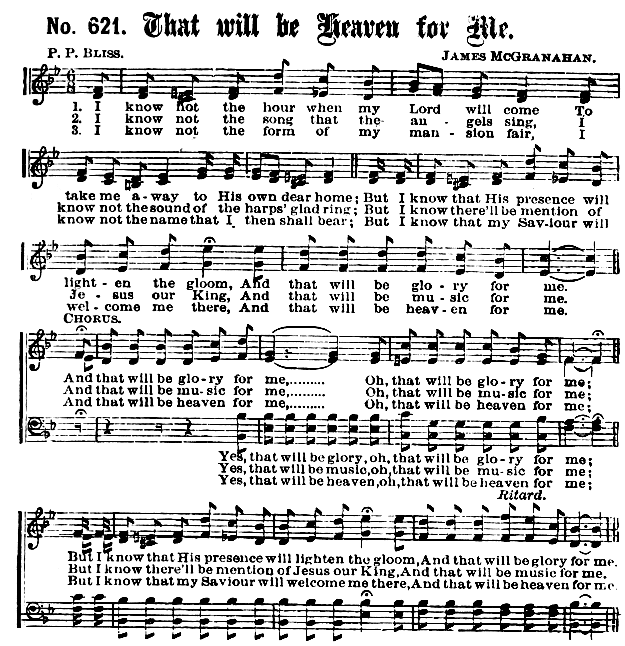 No. 621. That will be Heaven for Me.
P. P. BLISS. JAMES MCGRANAHAN.
1. I know not the hour when my Lord will come To
2. I know not the song that the an - gels sing, I
3. I know not the form of my man - sion fair, I
take me a - way to His own dear home; But I know that His presence will
know not the sound of the harps' glad ring; But I know there'll be mention of
know not the name that I then shall bear; But I know that my Sav-iour will
light - en the gloom, And that will be glo - ry for me.
Je - sus our King, And that will be mu - sic for me.
wel - come me there, And that will be heav - en for me.
CHORUS.
And that will be glo-ry for me,......... Oh, that will be glo-ry for me;
And that will be mu-sic for me,......... Oh, that will be mu-sic for me;
And that will be heaven for me,......... Oh, that will be heaven for me;
Yes, that will be glory, oh, that will be glo - ry for me;
Yes, that will be music, oh, that will be mu - sic for me;
Yes, that will be heaven, oh, that will be heaven for me;
Ritard.
But I know that His presence will lighten the gloom, And that will be glory for me.
But I know there'll be mention of Jesus our King, And that will be music for me.
But I know that my Saviour will welcome me there, And that will be heaven for me.